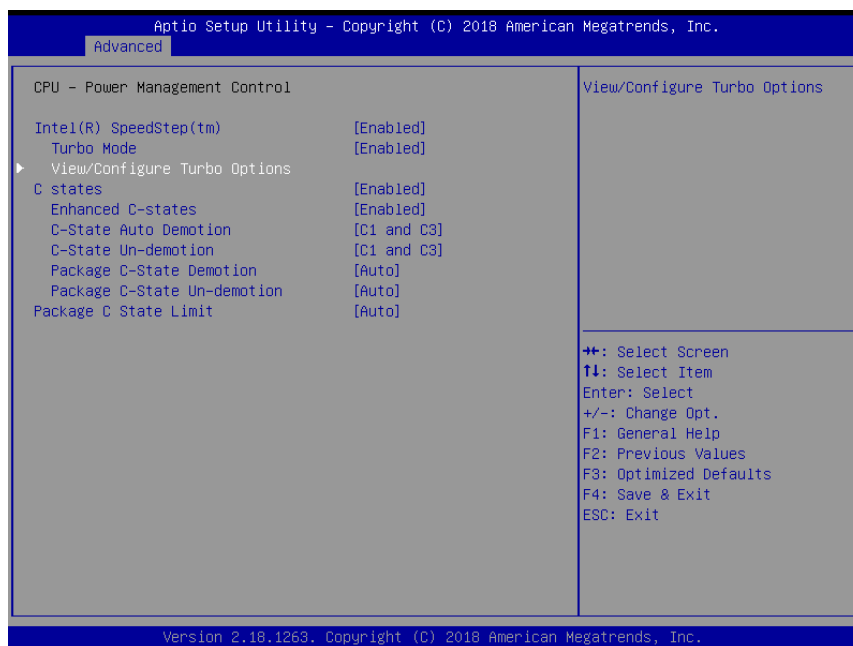 Aptio Setup Utility – Copyright (C) 2018 American Megatrends, Inc.
Advanced
CPU – Power Management Control
Intel(R) SpeedStep(tm) [Enabled]
Turbo Mode [Enabled]
View/Configure Turbo Options
C states [Enabled]
Enhanced C-states [Enabled]
C-State Auto Demotion [C1 and C3]
C-State Un-demotion [C1 and C3]
Package C-State Demotion [Auto]
Package C-State Un-demotion [Auto]
Package C State Limit [Auto]
View/Configure Turbo Options
→←: Select Screen
↑↓: Select Item
Enter: Select
+/-: Change Opt.
F1: General Help
F2: Previous Values
F3: Optimized Defaults
F4: Save & Exit
ESC: Exit
Version 2.18.1263. Copyright (C) 2018 American Megatrends, Inc.